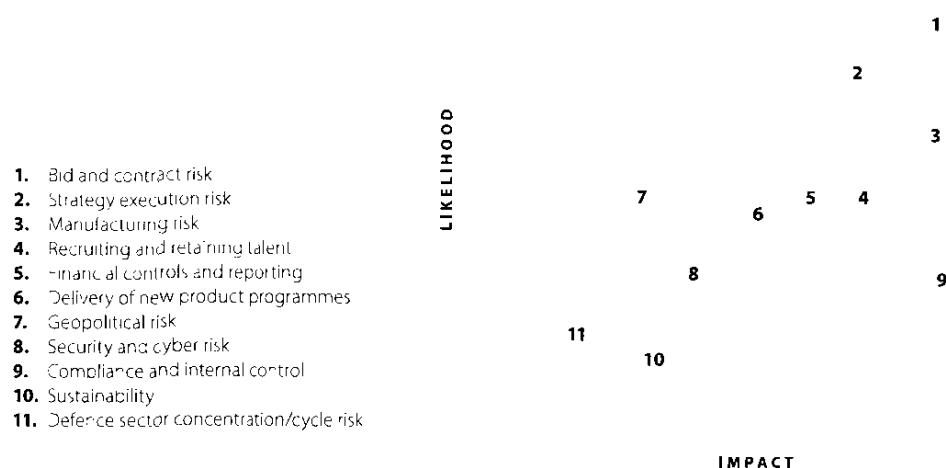 1
2
LIKELIHOOD
3
1. Bid and contract risk
2. Strategy execution risk
3. Manufacturing risk
4. Recruiting and retaining talent
5. Financial controls and reporting
6. Delivery of new product programmes
7. Geopolitical risk
8. Security and cyber risk
9. Compliance and internal control
10. Sustainability
11. Defence sector concentration/cycle risk
7 5 4
6
8
9
11
10
IMPACT